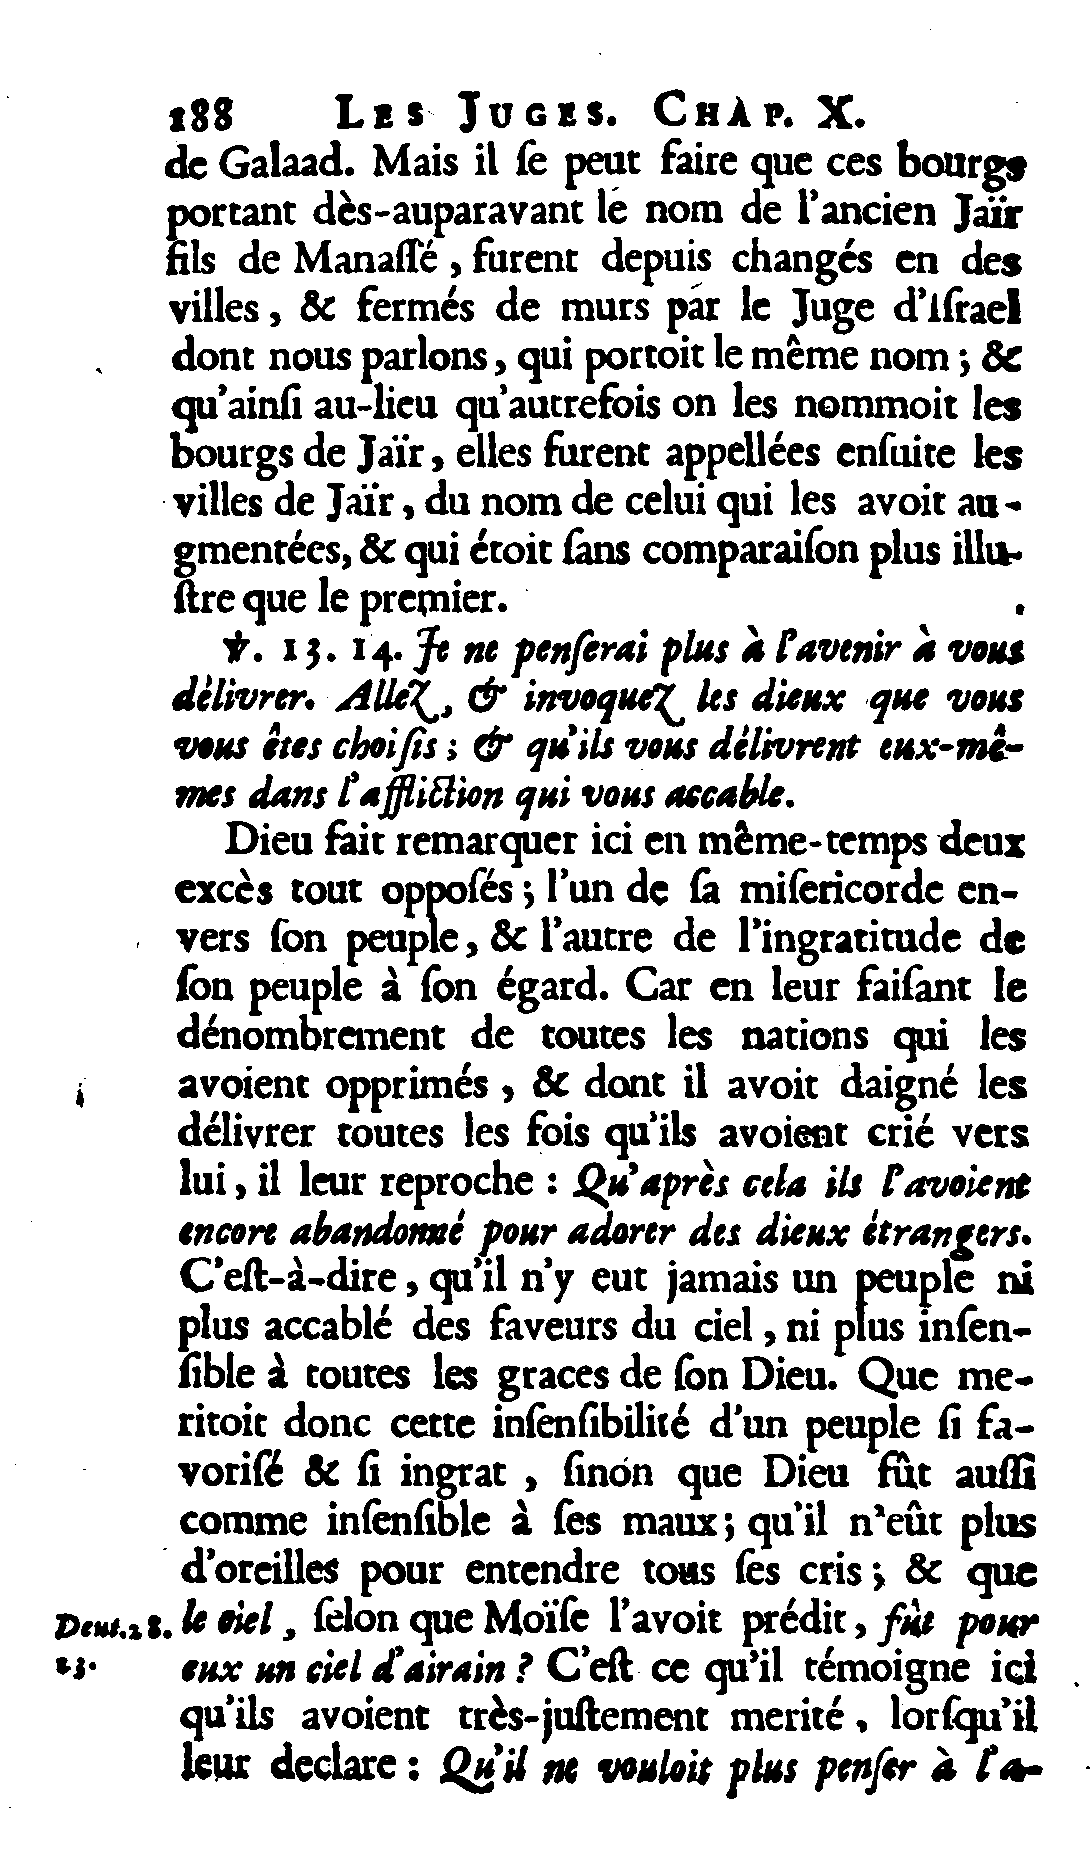 188 LES JUGES. CHAP. X.
de Galaad. Mais il ſe peut faire que ces bourgs
portant dès-auparavant le nom de l'ancien Jaïr
fils de Manaſſé, furent depuis changés en des
villes, & fermés de murs par le Juge d'Iſrael
dont nous parlons, qui portoit le même nom; &
qu'ainſi au-lieu qu'autrefois on les nommoit les
bourgs de Jaïr, elles furent appellées enſuite les
villes de Jaïr, du nom de celui qui les avoit au-
gmentées, & qui étoit ſans comparaiſon plus illu-
ſtre que le premier.
℣. 13. 14. Je ne penſerai plus à l'avenir à vous
délivrer. Allez, & invoquez les dieux que vous
vous êtes choiſis; & qu'ils vous délivrent eux-mê-
mes dans l'affliction qui vous accable.
Dieu fait remarquer ici en même-temps deux
excès tout oppoſés; l'un de ſa miſericorde en-
vers ſon peuple, & l'autre de l'ingratitude de
ſon peuple à ſon égard. Car en leur faiſant le
dénombrement de toutes les nations qui les
avoient opprimés, & dont il avoit daigné les
délivrer toutes les fois qu'ils avoient crié vers
lui, il leur reproche: Qu'après cela ils l'avoient
encore abandonné pour adorer des dieux étrangers.
C'eſt-à-dire, qu'il n'y eut jamais un peuple ni
plus accablé des faveurs du ciel, ni plus inſen-
ſible à toutes les graces de ſon Dieu. Que me-
ritoit donc cette inſenſibilité d'un peuple ſi fa-
voriſé & ſi ingrat, ſinon que Dieu fût auſſi
comme inſenſible à ſes maux; qu'il n'eût plus
d'oreilles pour entendre tous ſes cris; & que
Deut. 28. le ciel, ſelon que Moïſe l'avoit prédit, fût pour
23. eux un ciel d'airain? C'eſt ce qu'il témoigne ici
qu'ils avoient très-juſtement merité, lorſqu'il
leur declare: Qu'il ne vouloit plus penſer à l'a-